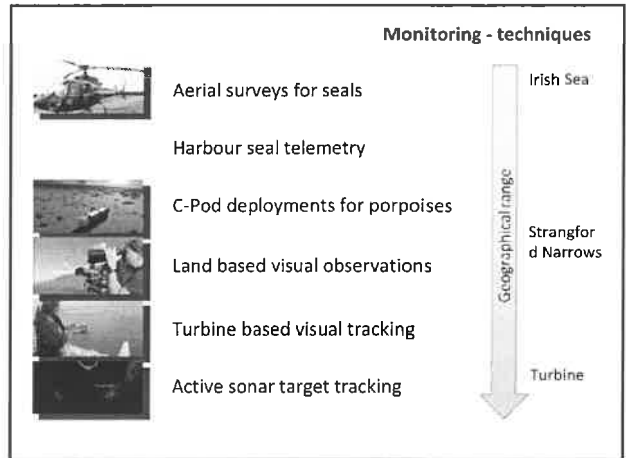 Monitoring - techniques
Aerial surveys for seals
Irish Sea
Harbour seal telemetry
C-Pod deployments for porpoises
Geographical range
Strangfor
d Narrows
Land based visual observations
Turbine based visual tracking
Active sonar target tracking
Turbine